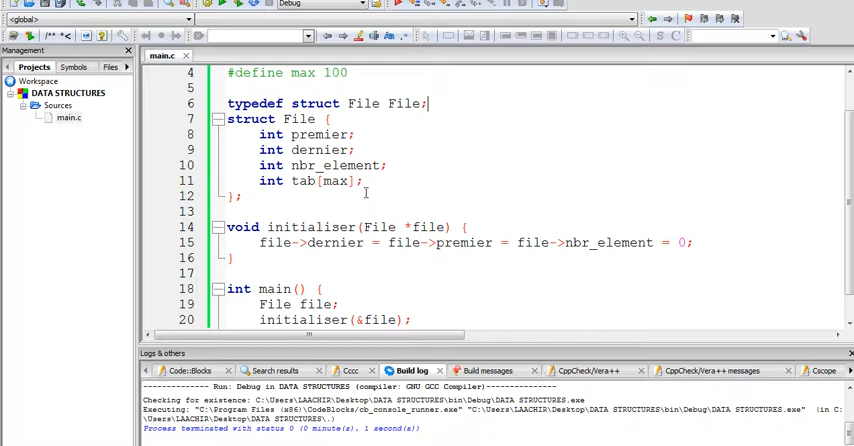 Debug
<global>
/** *<
Aa
.*
S C
Management
Projects Symbols Files
Workspace
DATA STRUCTURES
Sources
main.c
main.c
4 #define max 100
5
6 typedef struct File File;
7 struct File {
8 int premier;
9 int dernier;
10 int nbr_element;
11 int tab[max];
12 };
13
14 void initialiser(File *file) {
15 file->dernier = file->premier = file->nbr_element = 0;
16 }
17
18 int main() {
19 File file;
20 initialiser(&file);
Logs & others
Code::Blocks Search results Cccc Build log Build messages CppCheck/Vera++ CppCheck/Vera++ messages Cscope
-------------- Run: Debug in DATA STRUCTURES (compiler: GNU GCC Compiler)---------------
Checking for existence: C:\Users\LAACHIR\Desktop\DATA STRUCTURES\bin\Debug\DATA STRUCTURES.exe
Executing: "C:\Program Files (x86)\CodeBlocks/cb_console_runner.exe" "C:\Users\LAACHIR\Desktop\DATA STRUCTURES\bin\Debug\DATA STRUCTURES.exe" (in C:
\Users\LAACHIR\Desktop\DATA STRUCTURES\.)
Process terminated with status 0 (0 minute(s), 1 second(s))